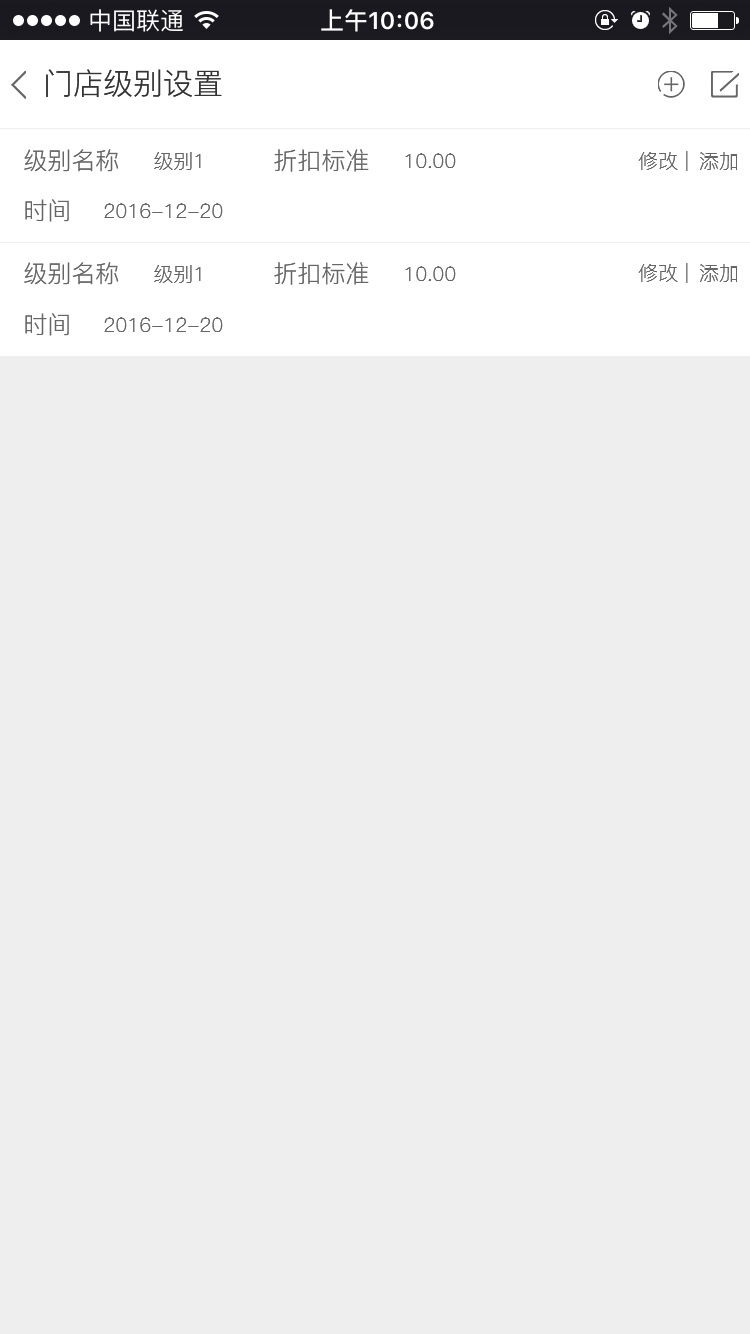 中国联通 上午10:06
门店级别设置
级别名称 级别1 折扣标准 10.00 修改 | 添加
时间 2016-12-20
级别名称 级别1 折扣标准 10.00 修改 | 添加
时间 2016-12-20